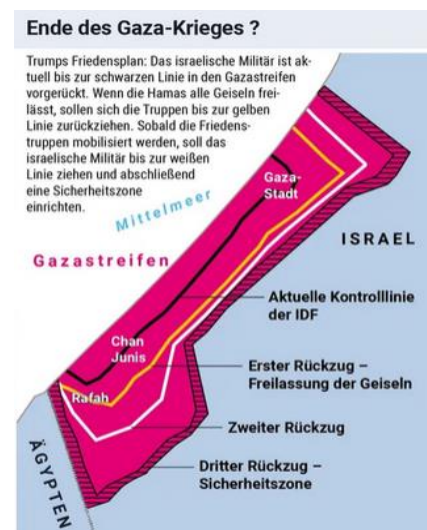 Ende des Gaza-Krieges ?
Trumps Friedensplan: Das israelische Militär ist ak-
tuell bis zur schwarzen Linie in den Gazastreifen
vorgerückt. Wenn die Hamas alle Geiseln frei-
lässt, sollen sich die Truppen bis zur gelben
Linie zurückziehen. Sobald die Friedens-
truppen mobilisiert werden, soll das
israelische Militär bis zur weißen
Linie ziehen und abschließend
eine Sicherheitszone
einrichten.
Mittelmeer
Gaza-
Stadt
ISRAEL
Gazastreifen
Aktuelle Kontrolllinie
der IDF
Chan
Junis
Erster Rückzug –
Freilassung der Geiseln
Rafah
Zweiter Rückzug
Dritter Rückzug –
Sicherheitszone
ÄGYPTEN